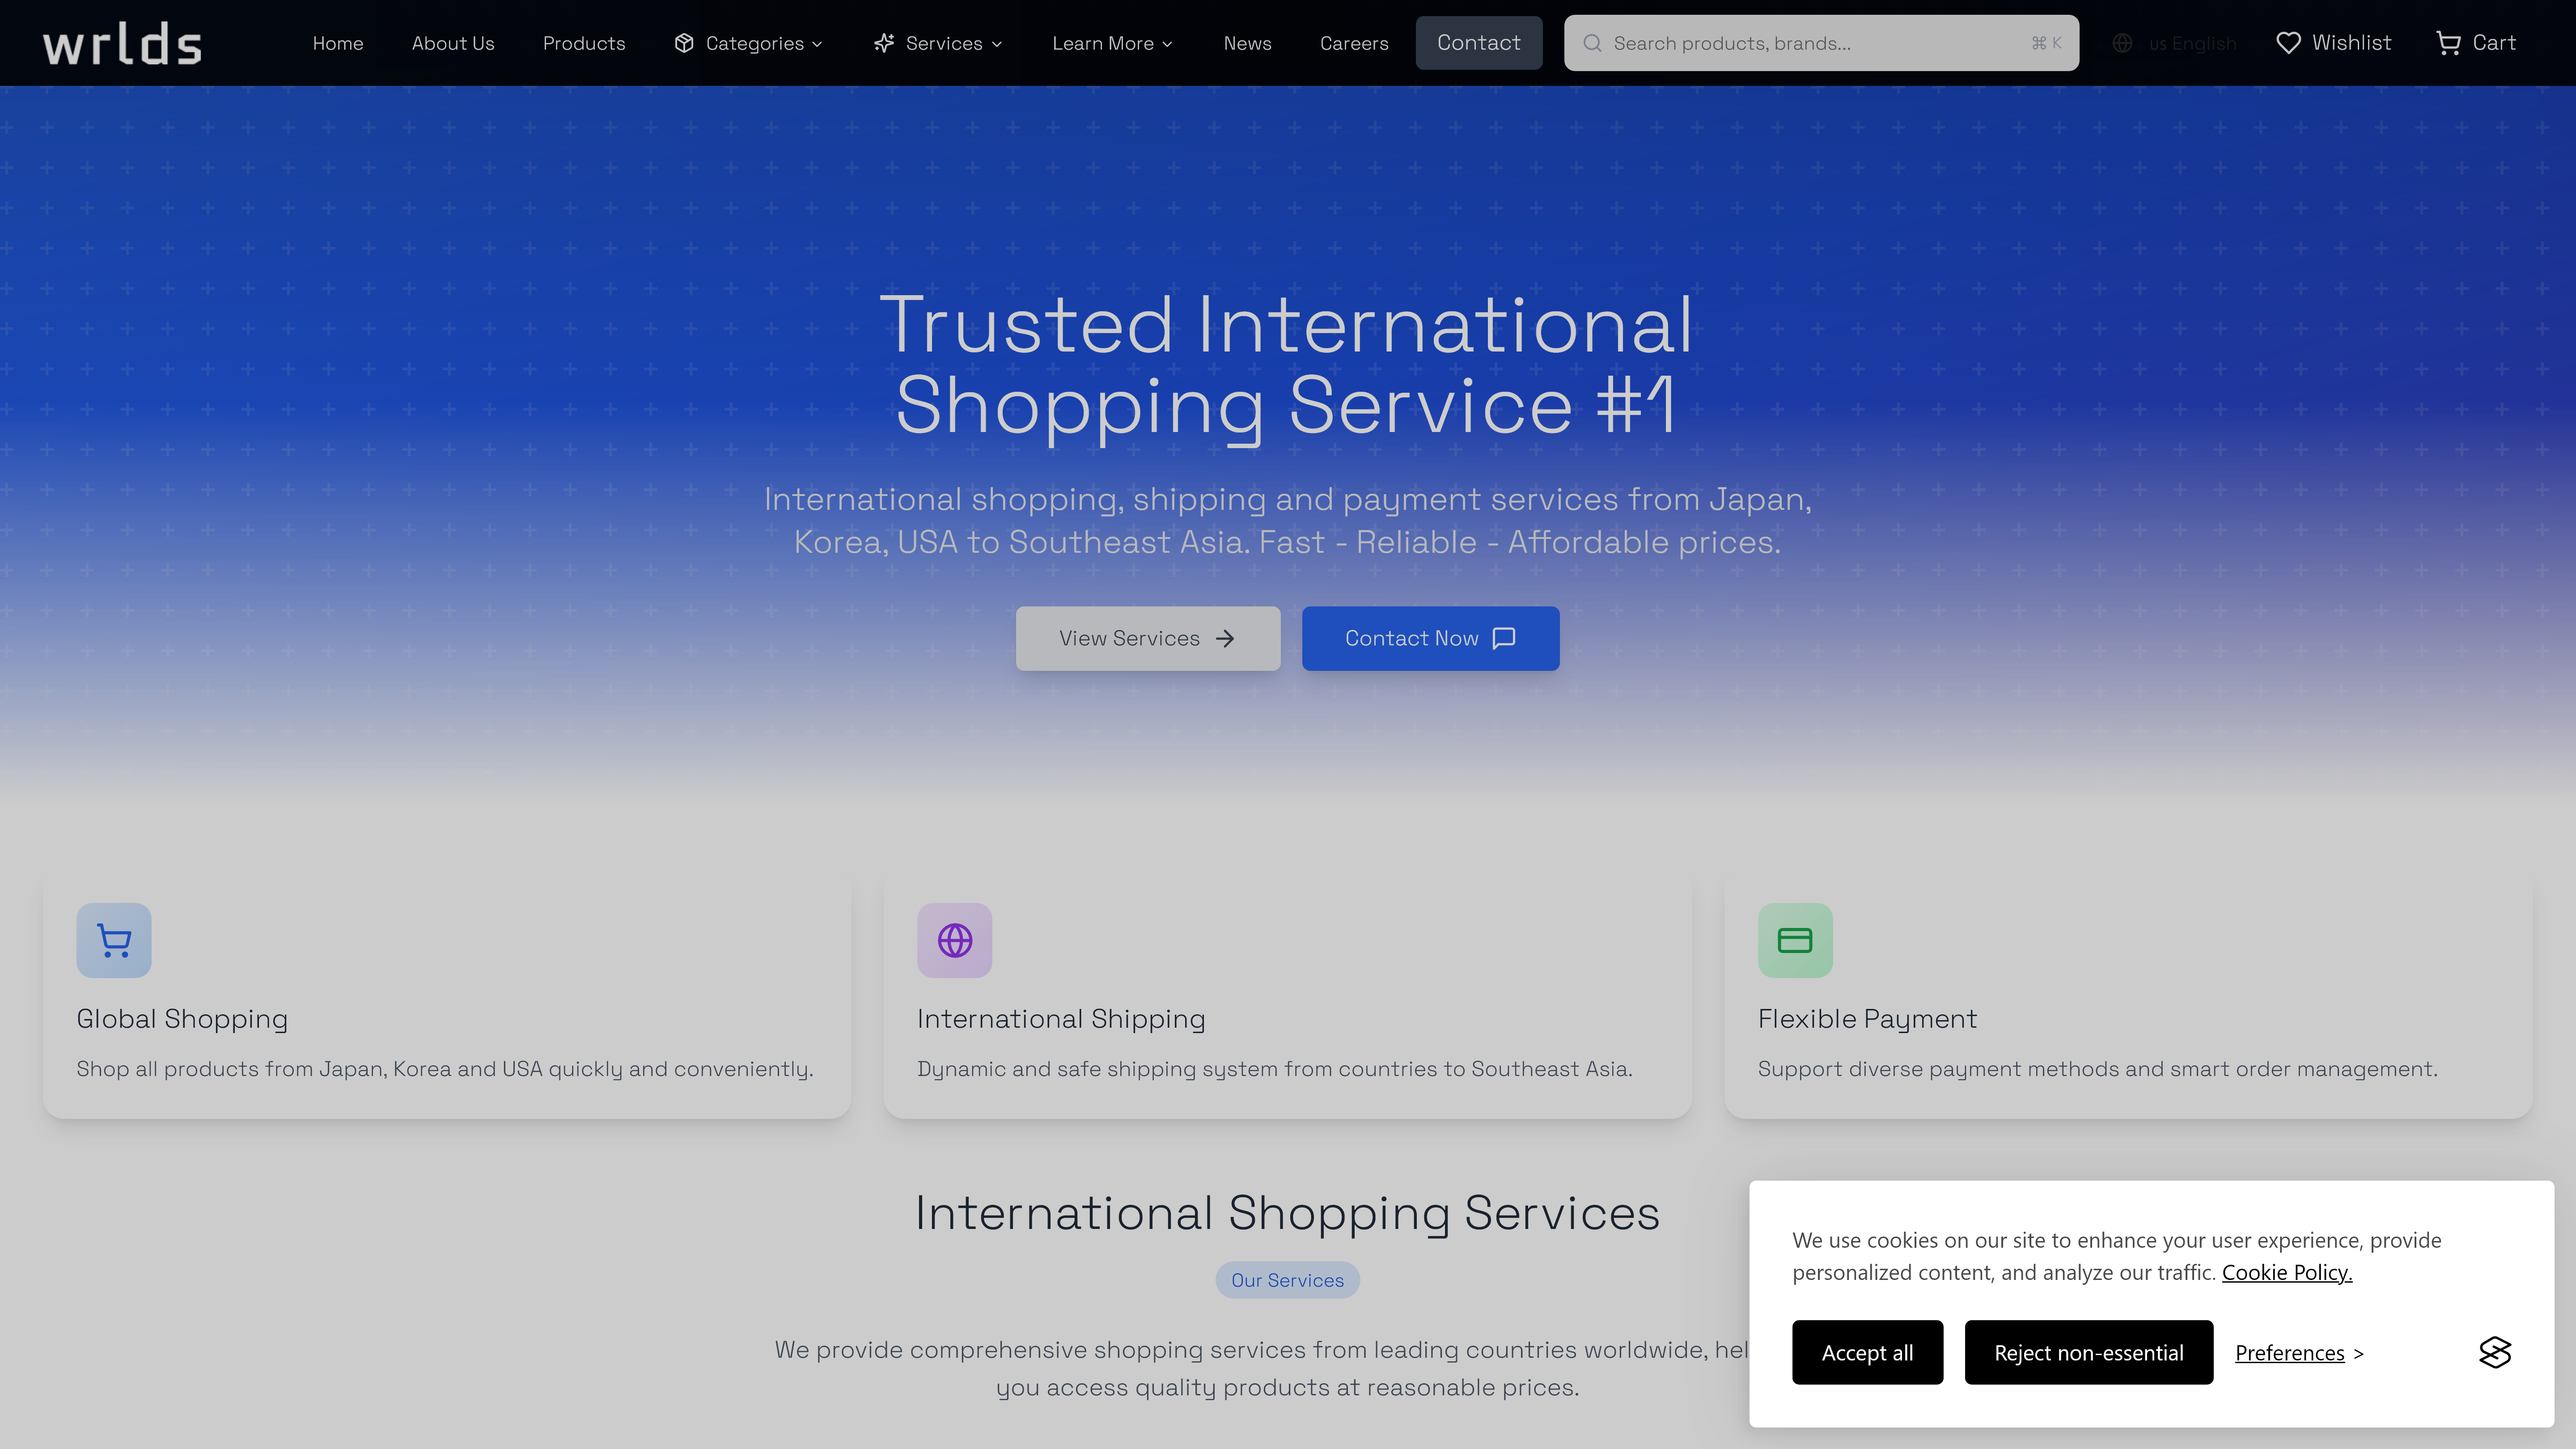 wrlds
Home
About Us
Products
Categories
Services
Learn More
News
Careers
Contact
Search products, brands...
⌘ K
us English
Wishlist
Cart
Trusted International
Shopping Service #1
International shopping, shipping and payment services from Japan,
Korea, USA to Southeast Asia. Fast - Reliable - Affordable prices.
View Services
Contact Now
Global Shopping
Shop all products from Japan, Korea and USA quickly and conveniently.
International Shipping
Dynamic and safe shipping system from countries to Southeast Asia.
Flexible Payment
Support diverse payment methods and smart order management.
International Shopping Services
Our Services
We provide comprehensive shopping services from leading countries worldwide, hel
you access quality products at reasonable prices.
We use cookies on our site to enhance your user experience, provide
personalized content, and analyze our traffic. Cookie Policy.
Accept all
Reject non-essential
Preferences >